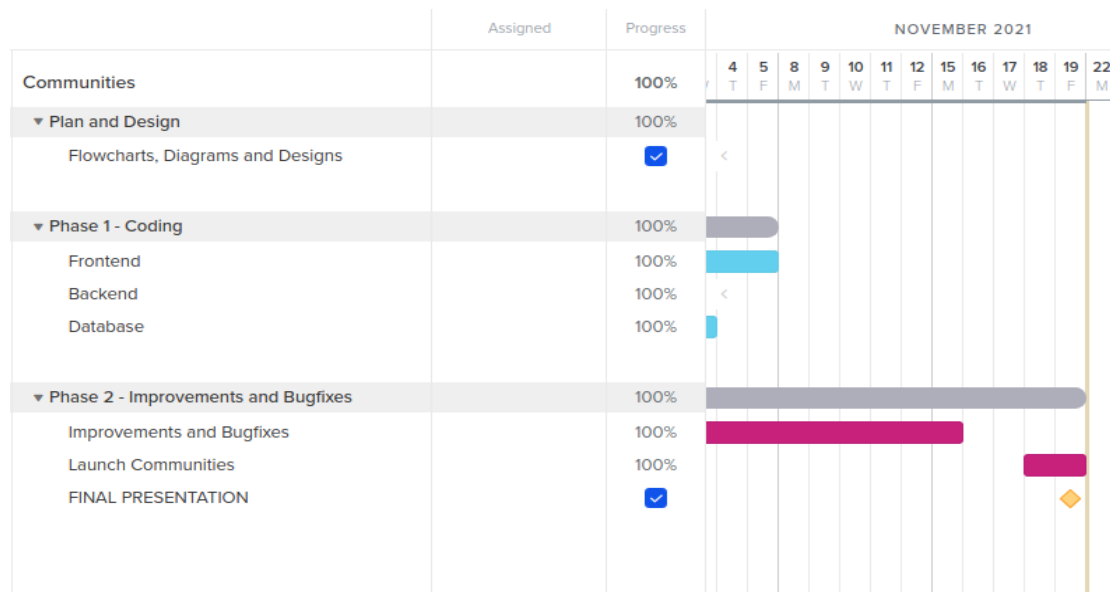 Assigned Progress NOVEMBER 2021
4 5 8 9 10 11 12 15 16 17 18 19 22
Communities 100%
T F M T W T F M T W T F M
Plan and Design 100%
Flowcharts, Diagrams and Designs
Phase 1 - Coding 100%
Frontend 100%
Backend 100%
Database 100%
Phase 2 - Improvements and Bugfixes 100%
Improvements and Bugfixes 100%
Launch Communities 100%
FINAL PRESENTATION